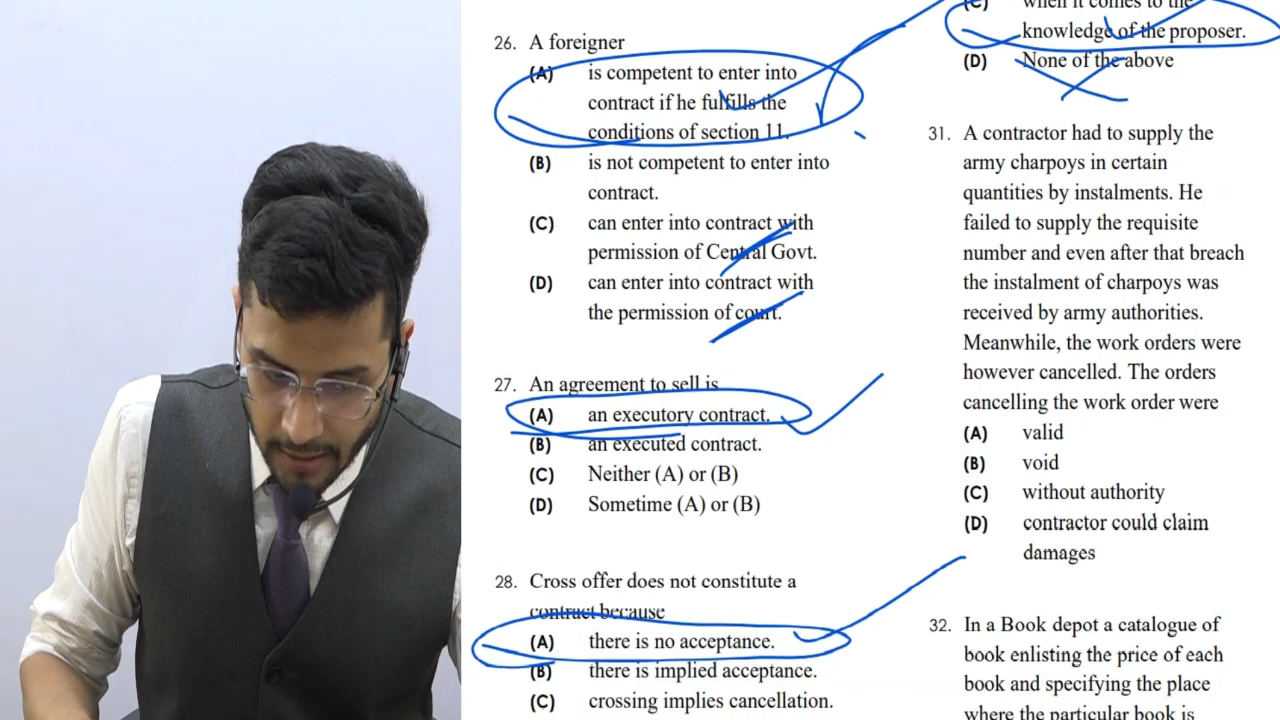 26. A foreigner
(A) is competent to enter into
contract if he fulfills the
conditions of section 11.
(B) is not competent to enter into
contract.
(C) can enter into contract with
permission of Central Govt.
(D) can enter into contract with
the permission of court.
27. An agreement to sell is
(A) an executory contract.
(B) an executed contract.
(C) Neither (A) or (B)
(D) Sometime (A) or (B)
28. Cross offer does not constitute a
contract because
(A) there is no acceptance.
(B) there is implied acceptance.
(C) crossing implies cancellation.
(C) when it comes to the
knowledge of the proposer.
(D) None of the above
31. A contractor had to supply the
army charpoys in certain
quantities by instalments. He
failed to supply the requisite
number and even after that breach
the instalment of charpoys was
received by army authorities.
Meanwhile, the work orders were
however cancelled. The orders
cancelling the work order were
(A) valid
(B) void
(C) without authority
(D) contractor could claim
damages
32. In a Book depot a catalogue of
book enlisting the price of each
book and specifying the place
where the particular book is